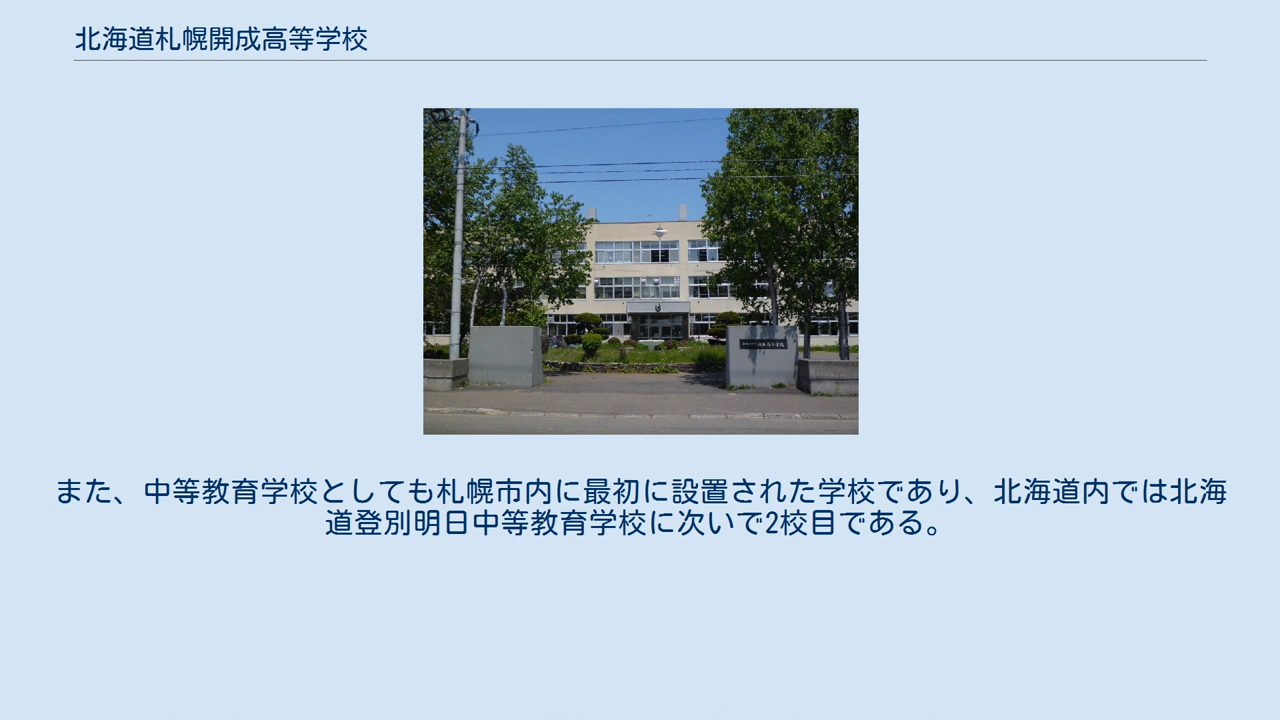 北海道札幌開成高等学校
また、中等教育学校としても札幌市内に最初に設置された学校であり、北海道内では北海
道登別明日中等教育学校に次いで2校目である。